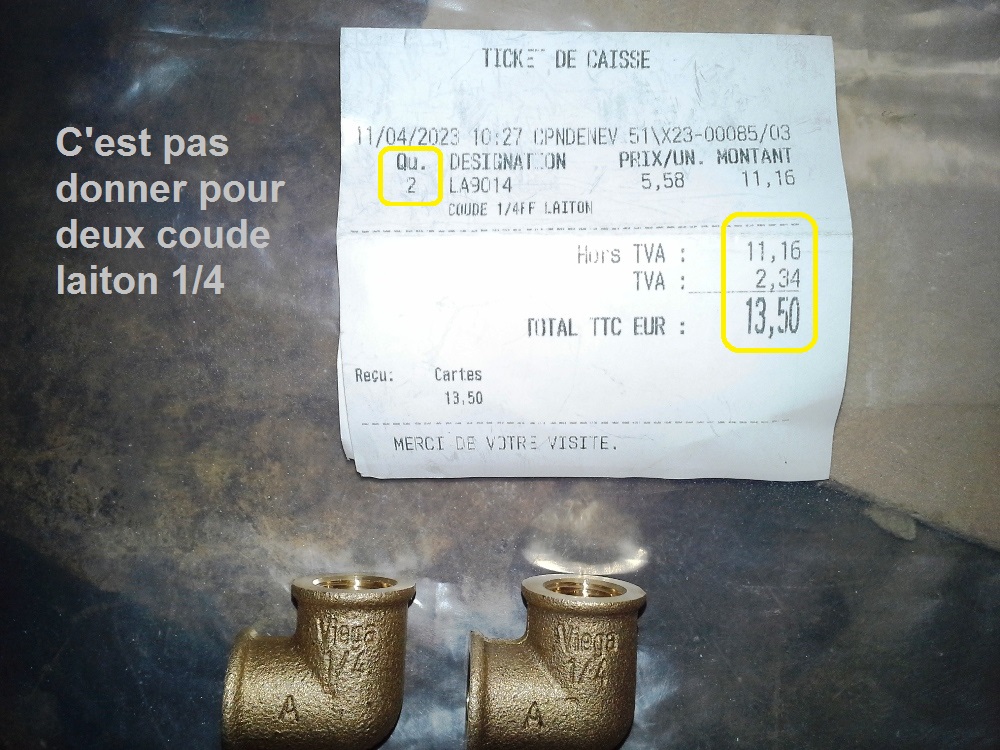 TICKET DE CAISSE
C'est pas
donner pour
deux coude
laiton 1/4
11/04/2023 10:27 CPNDENEV 51\X23-00085/03
Qu. DESIGNATION PRIX/UN. MONTANT
2 LA9014 5,58 11,16
COUDE 1/4FF LAITON
Hors TVA : 11,16
TVA : 2,34
TOTAL TTC EUR : 13,50
Reçu: Cartes
13,50
MERCI DE VOTRE VISITE.
Viega
1/4
A
Viega
1/4
A